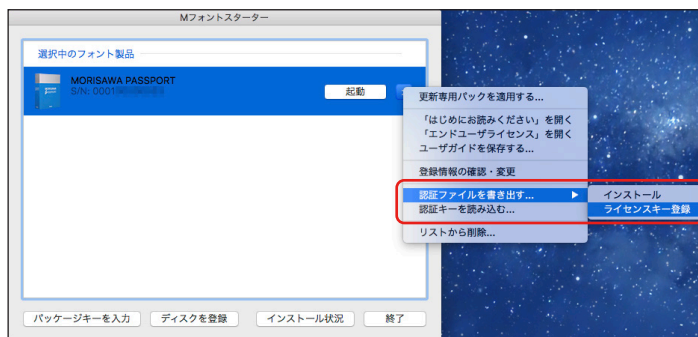 Mフォントスターター
選択中のフォント製品
MORISAWA PASSPORT
S/N: 0001
起動
更新専用パックを適用する...
「はじめにお読みください」を開く
「エンドユーザライセンス」を開く
ユーザガイドを保存する...
登録情報の確認・変更
認証ファイルを書き出す... ▶
インストール
認証キーを読み込む...
ライセンスキー登録
リストから削除...
パッケージキーを入力
ディスクを登録
インストール状況
終了